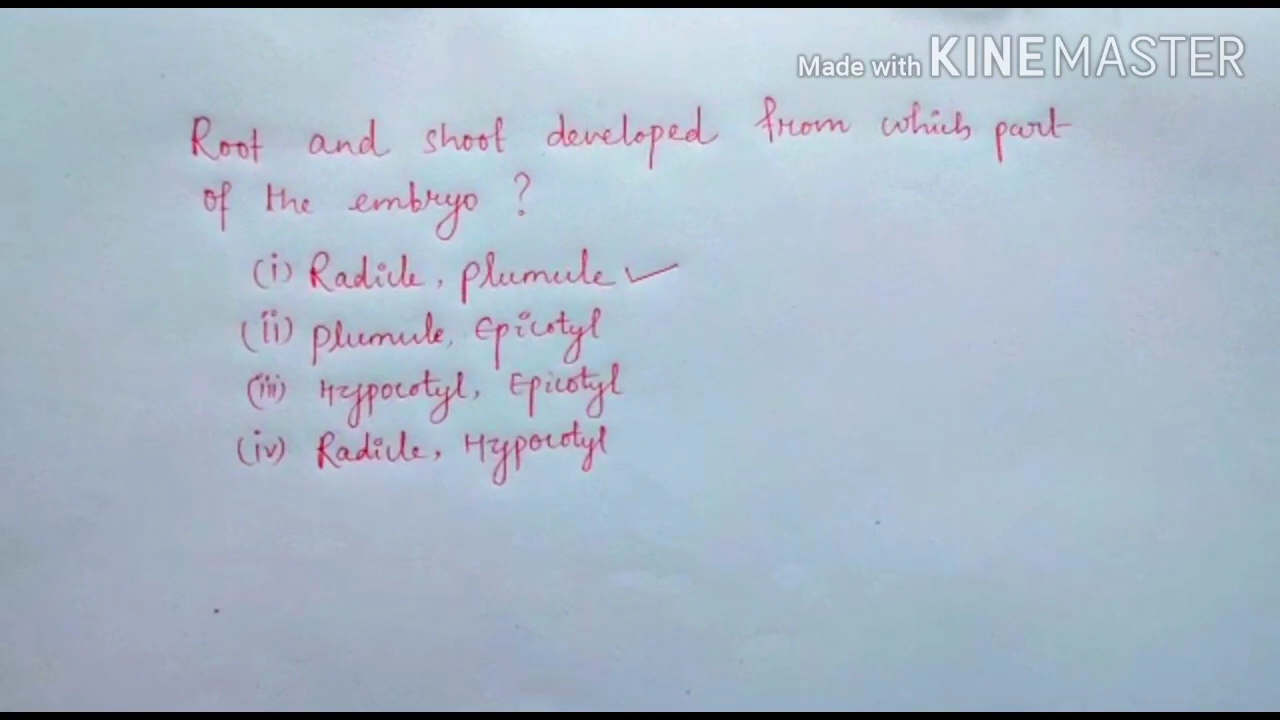 Made with KINEMASTER
Root and shoot developed from which part
of the embryo ?
(i) Radicle, Plumule ✓
(ii) Plumule, Epicotyl
(iii) Hypocotyl, Epicotyl
(iv) Radicle, Hypocotyl